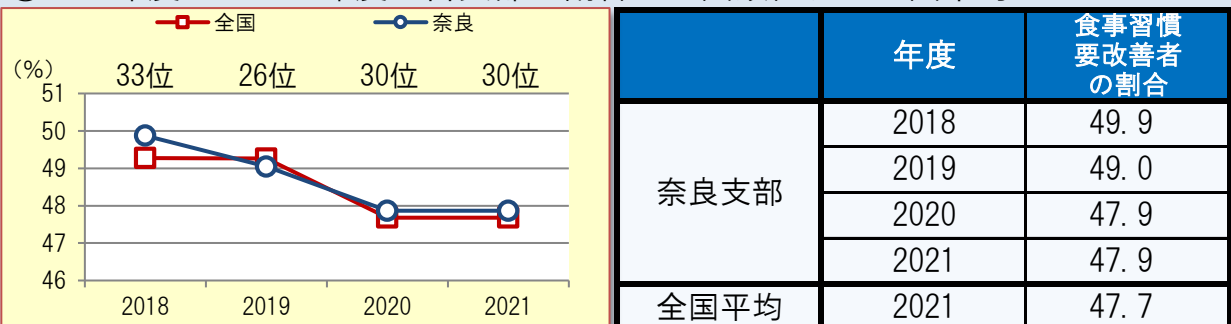 全国 奈良
(%) 33位 26位 30位 30位
51
50
49
48
47
46
2018 2019 2020 2021
年度 食事習慣
要改善者
の割合
奈良支部 2018 49.9
2019 49.0
2020 47.9
2021 47.9
全国平均 2021 47.7